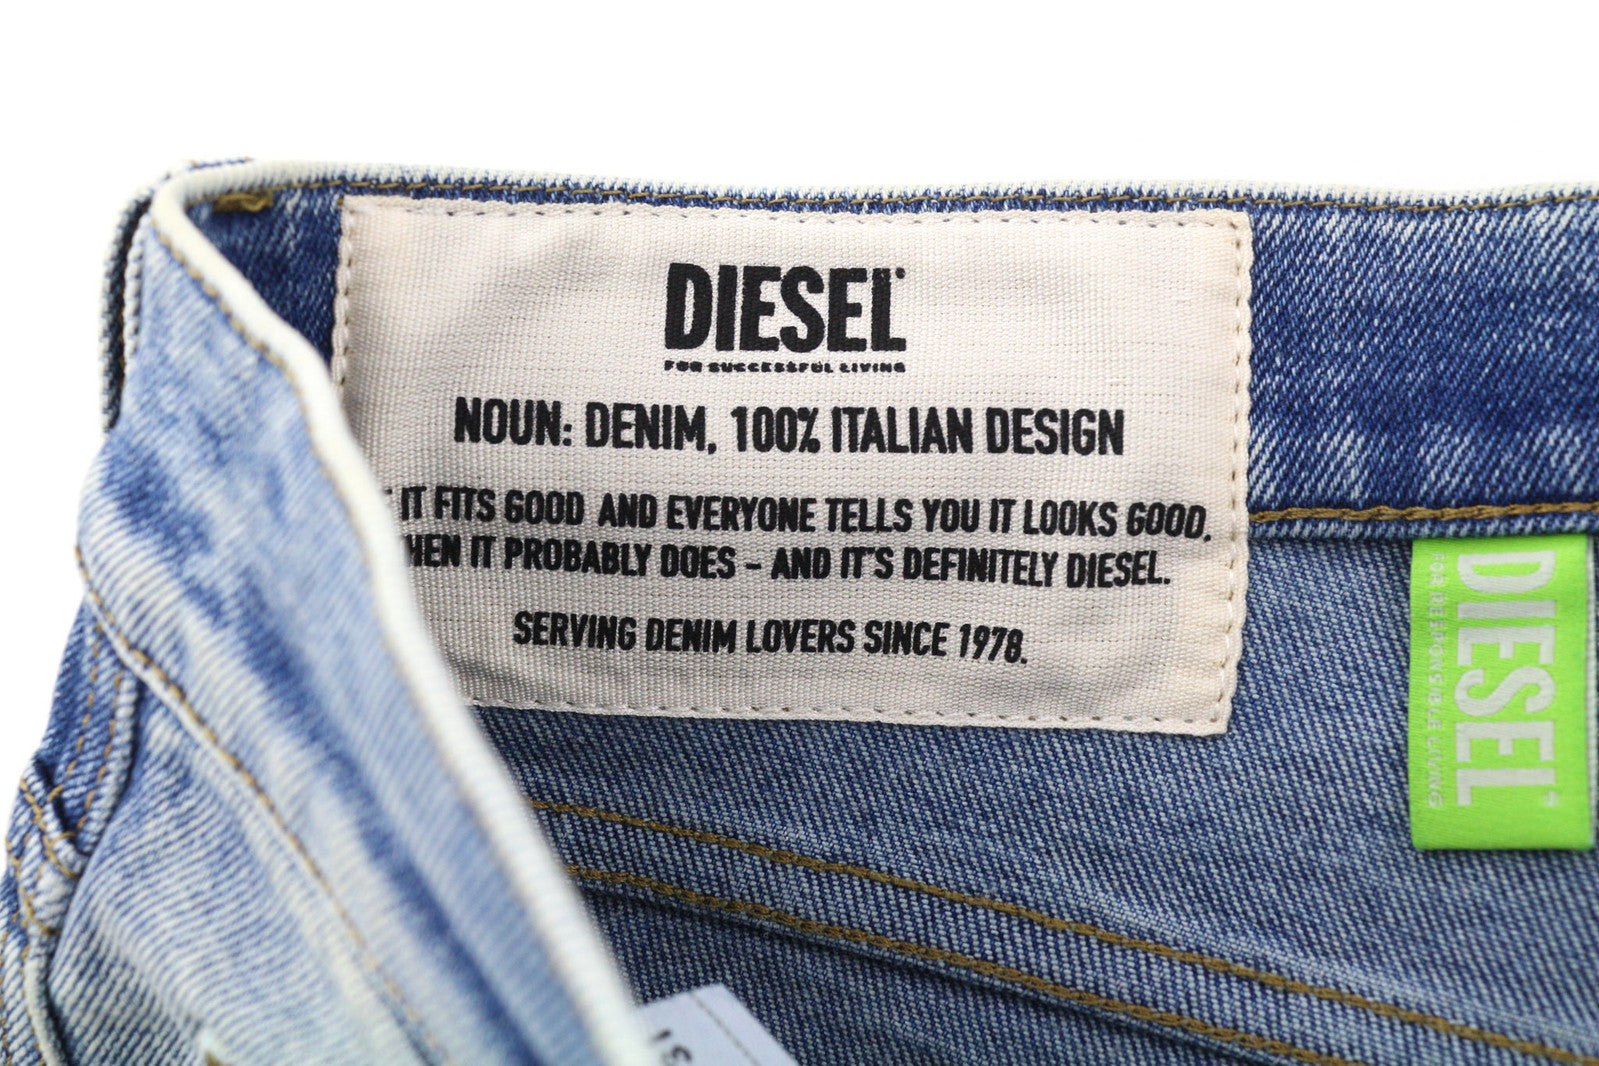 DIESEL
FOR SUCCESSFUL LIVING
NOUN: DENIM, 100% ITALIAN DESIGN
IT FITS GOOD AND EVERYONE TELLS YOU IT LOOKS GOOD.
HEN IT PROBABLY DOES - AND IT'S DEFINITELY DIESEL.
SERVING DENIM LOVERS SINCE 1978.
DIESEL
FOR RESPONSIBLE LIVING